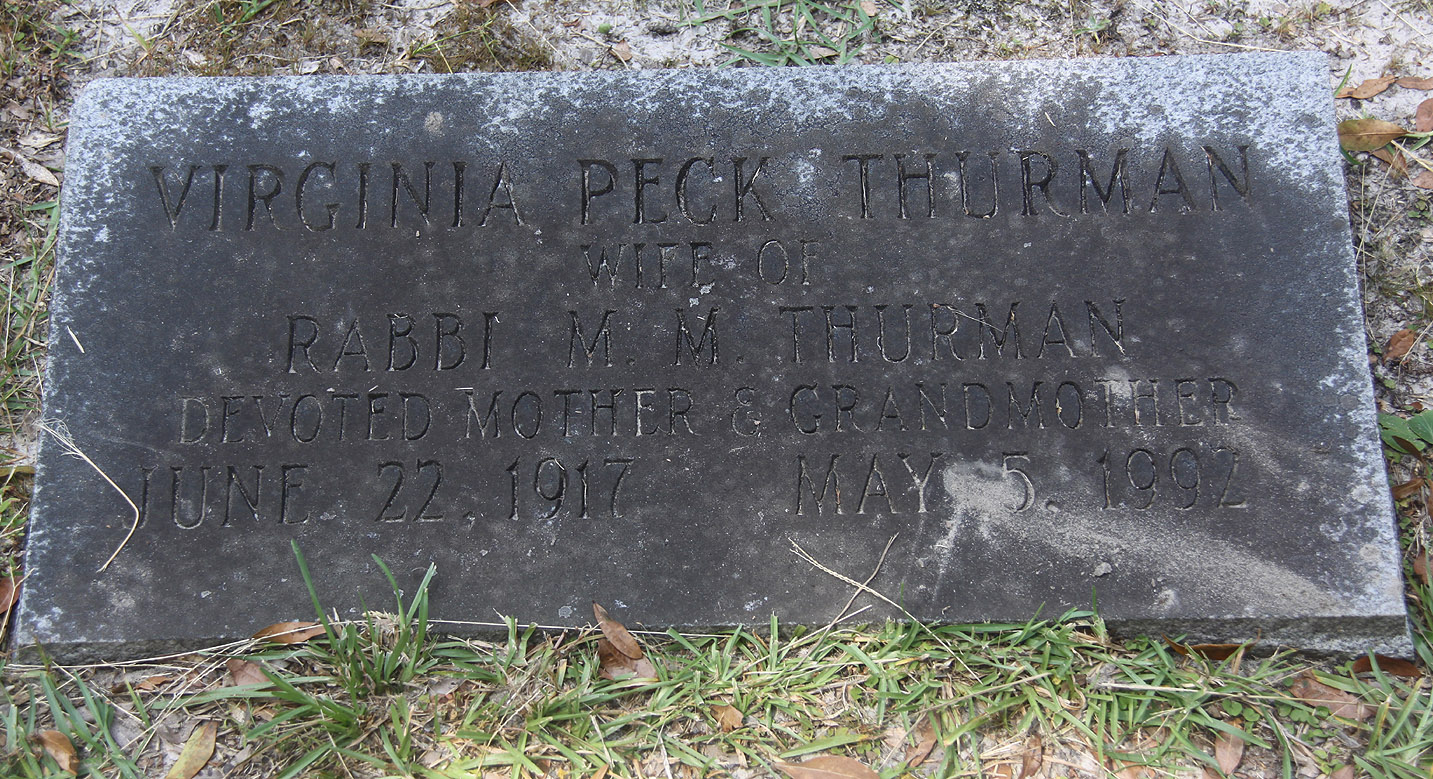 VIRGINIA PECK THURMAN
WIFE OF
RABBI M. M. THURMAN
DEVOTED MOTHER & GRANDMOTHER
JUNE 22, 1917 MAY 5, 1992